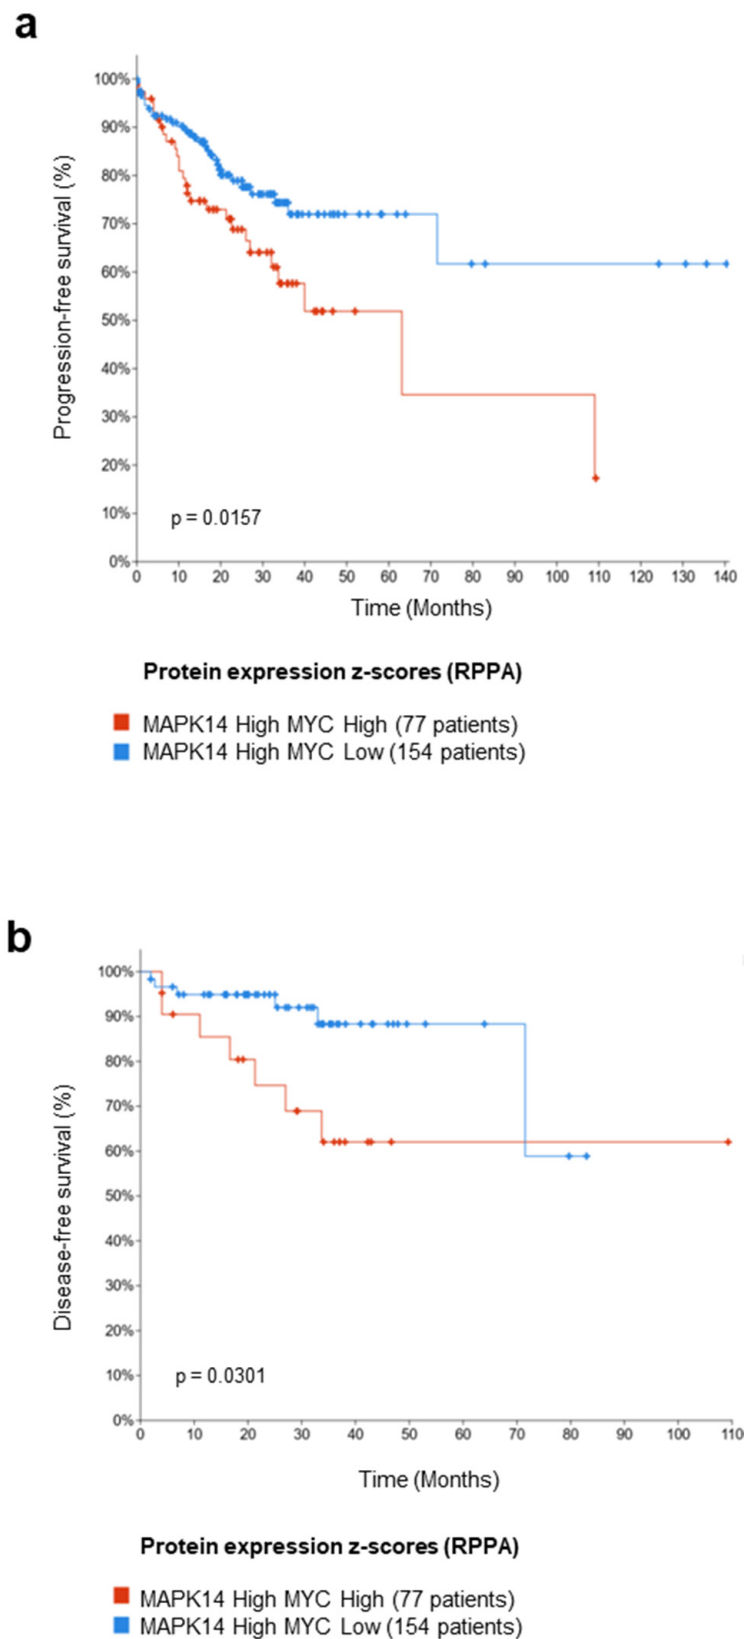 a
Progression-free survival (%)
100%
90%
80%
70%
60%
50%
40%
30%
20%
10%
0%
p = 0.0157
0 10 20 30 40 50 60 70 80 90 100 110 120 130 140
Time (Months)
Protein expression z-scores (RPPA)
MAPK14 High MYC High (77 patients)
MAPK14 High MYC Low (154 patients)
b
Disease-free survival (%)
100%
90%
80%
70%
60%
50%
40%
30%
20%
10%
0%
p = 0.0301
0 10 20 30 40 50 60 70 80 90 100 110
Time (Months)
Protein expression z-scores (RPPA)
MAPK14 High MYC High (77 patients)
MAPK14 High MYC Low (154 patients)